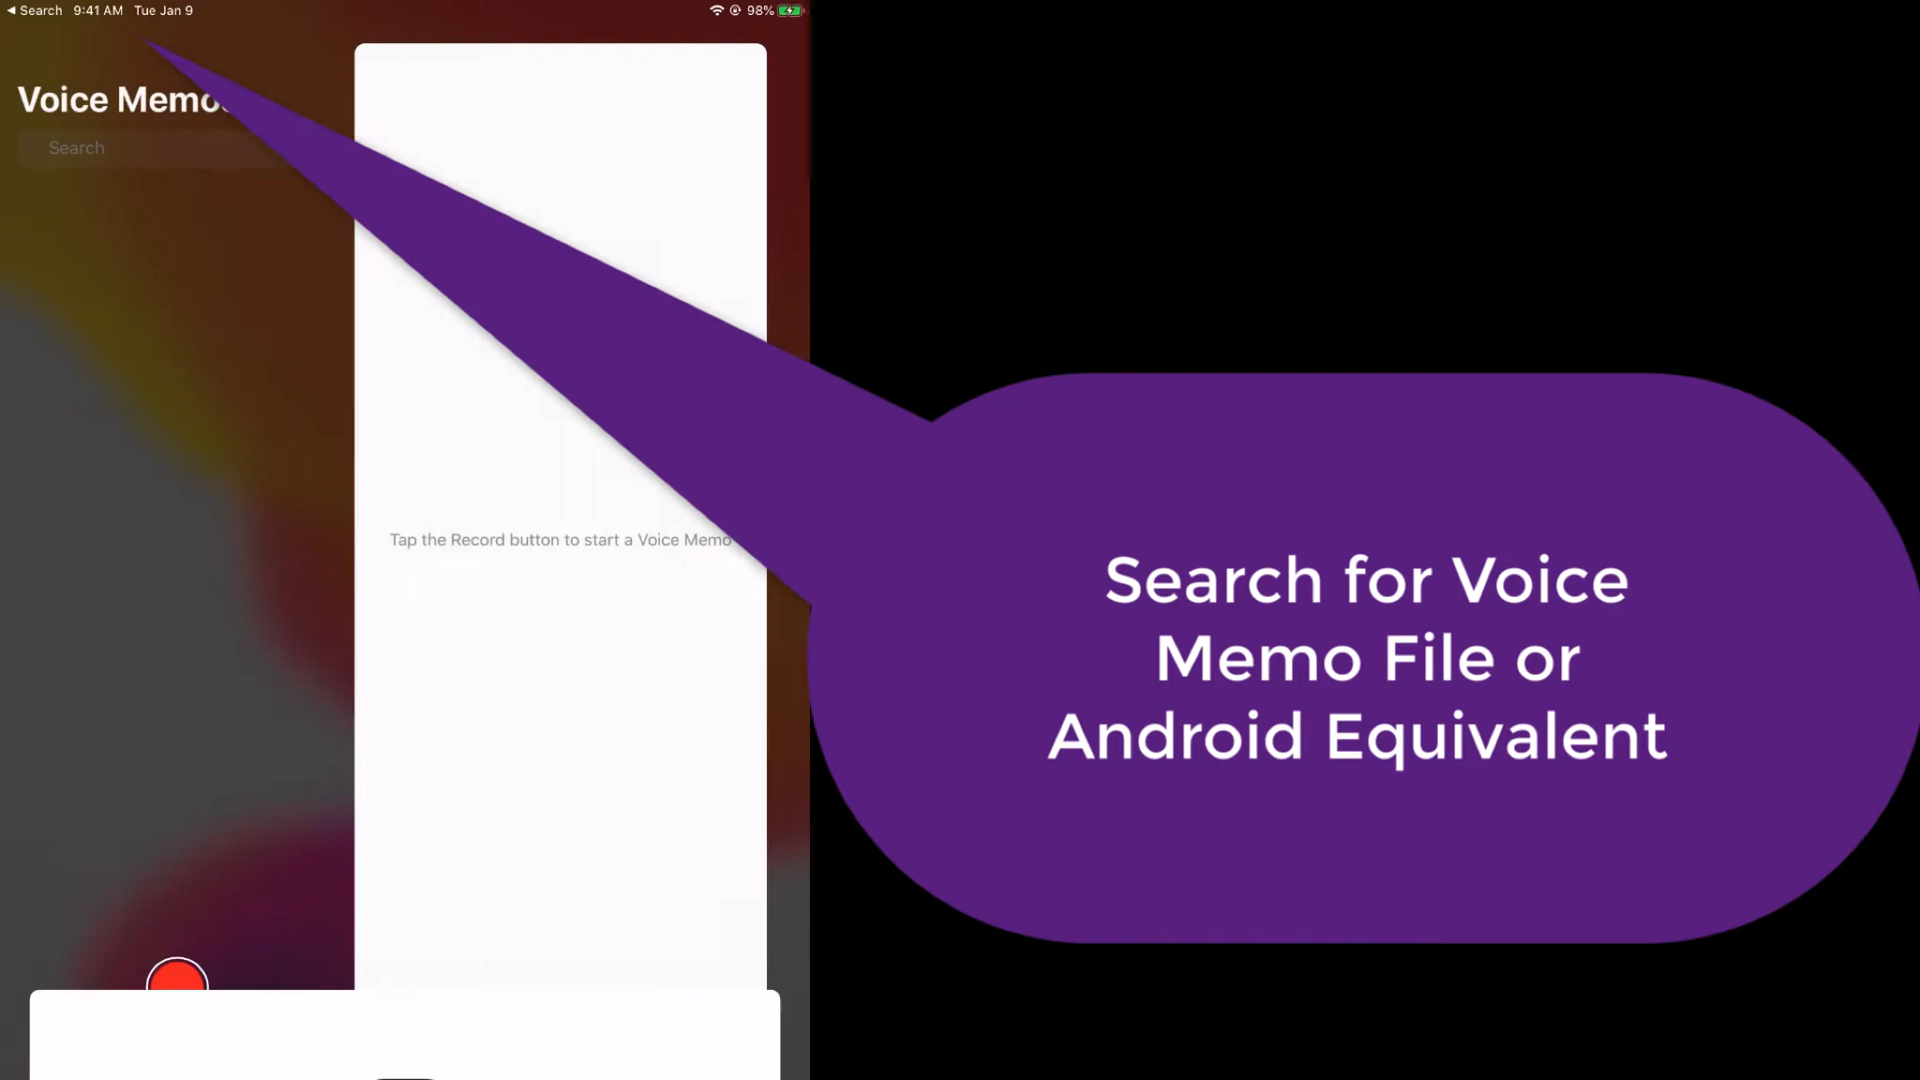 Search 9:41 AM Tue Jan 9 98%
Voice Memo
Search
Tap the Record button to start a Voice Memo
Search for Voice
Memo File or
Android Equivalent